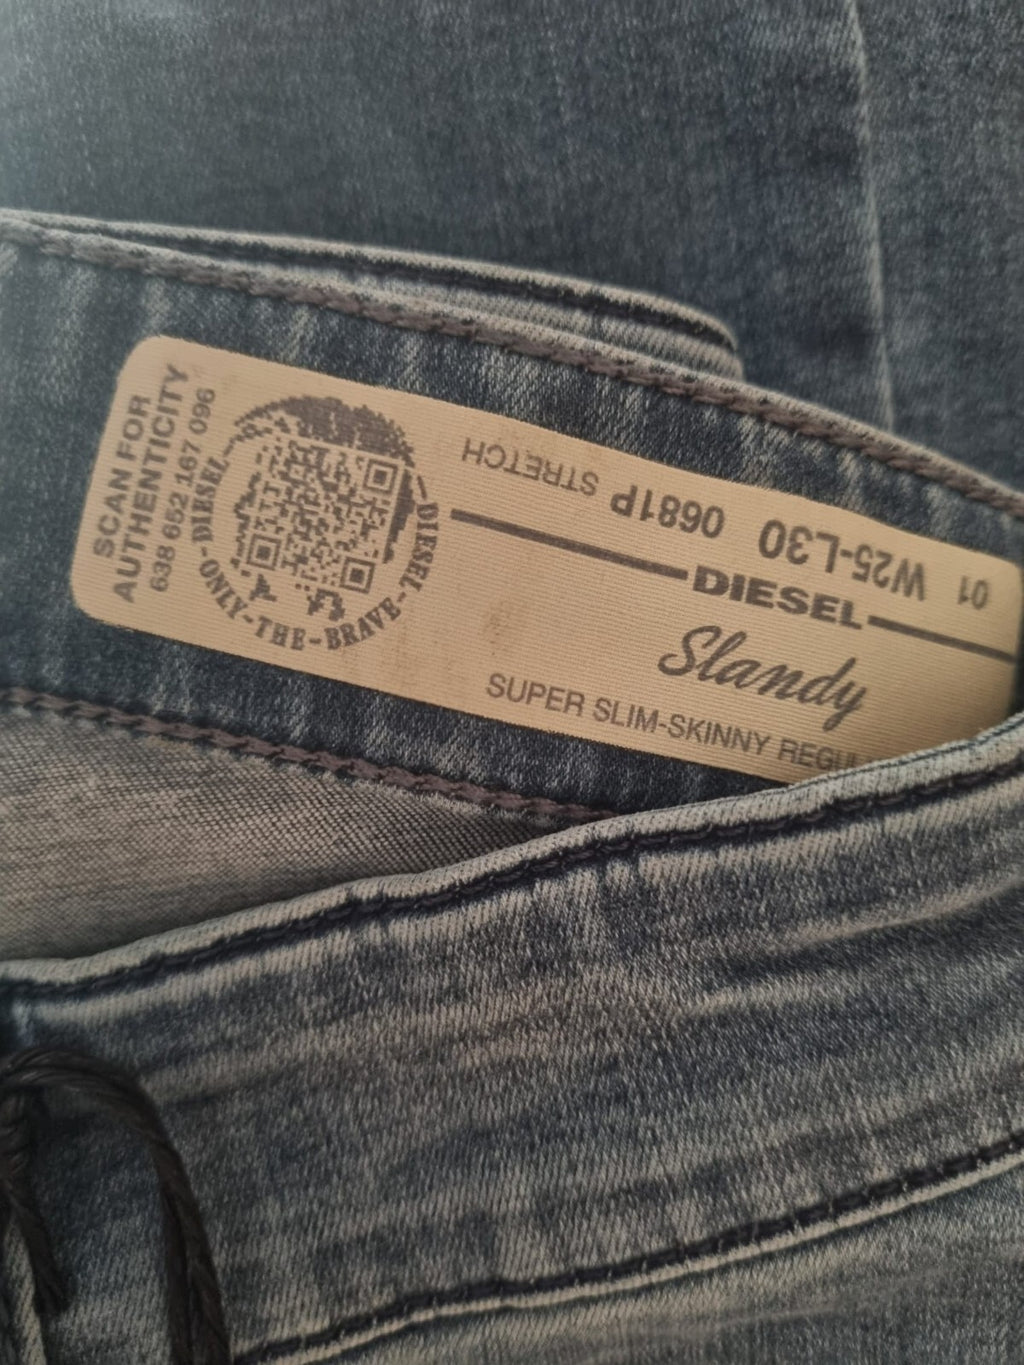 SCAN FOR
AUTHENTICITY
638 652 167 096
DIESEL-ONLY-THE-BRAVE-DIESEL
01 W25-L30 0681P STRETCH
DIESEL
Slandy
SUPER SLIM-SKINNY